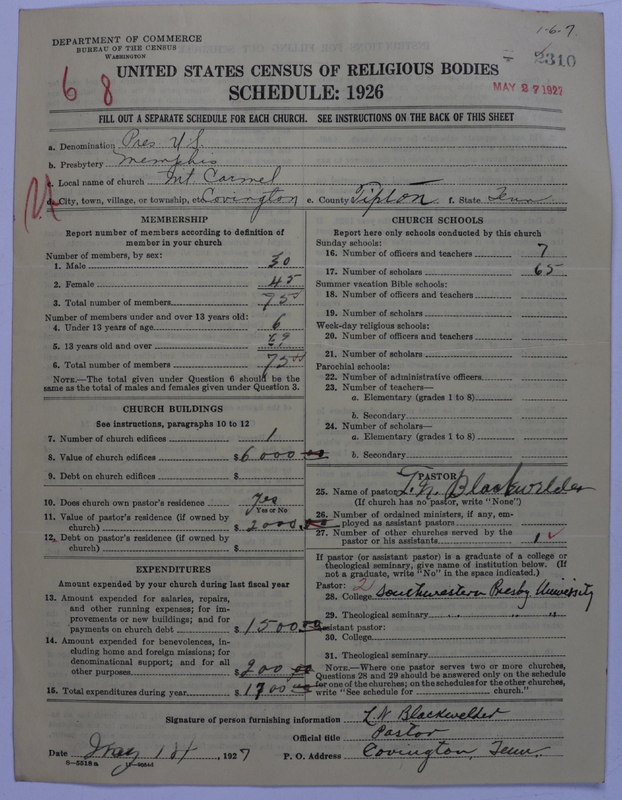 1-6-7
DEPARTMENT OF COMMERCE
BUREAU OF THE CENSUS
WASHINGTON
2310
6 8
UNITED STATES CENSUS OF RELIGIOUS BODIES
MAY 27 1927
SCHEDULE: 1926
FILL OUT A SEPARATE SCHEDULE FOR EACH CHURCH. SEE INSTRUCTIONS ON THE BACK OF THIS SHEET
a. Denomination Pres. U.S.
b. Presbytery Memphis
c. Local name of church Mt Carmel
d. City, town, village, or township, etc. Covington e. County Tipton f. State Tenn
MEMBERSHIP
Report number of members according to definition of
member in your church
Number of members, by sex:
1. Male 30
2. Female 45
3. Total number of members 75
Number of members under and over 13 years old:
4. Under 13 years of age 6
5. 13 years old and over 69
6. Total number of members 75
NOTE.—The total given under Question 6 should be the
same as the total of males and females given under Question 3.
CHURCH BUILDINGS
See instructions, paragraphs 10 to 12
7. Number of church edifices 1
8. Value of church edifices $6000 00
9. Debt on church edifices $
10. Does church own pastor's residence Yes
Yes or No
11. Value of pastor's residence (if owned by
church) $2000 00
12. Debt on pastor's residence (if owned by
church) $
EXPENDITURES
Amount expended by your church during last fiscal year
13. Amount expended for salaries, repairs,
and other running expenses; for im-
provements or new buildings; and for
payments on church debt $1500 00
14. Amount expended for benevolences, in-
cluding home and foreign missions; for
denominational support; and for all
other purposes $200 00
15. Total expenditures during year $1700 00
CHURCH SCHOOLS
Report here only schools conducted by this church
Sunday schools:
16. Number of officers and teachers 7
17. Number of scholars 65
Summer vacation Bible schools:
18. Number of officers and teachers
19. Number of scholars
Week-day religious schools:
20. Number of officers and teachers
21. Number of scholars
Parochial schools:
22. Number of administrative officers
23. Number of teachers—
a. Elementary (grades 1 to 8)
b. Secondary
24. Number of scholars—
a. Elementary (grades 1 to 8)
b. Secondary
PASTOR
25. Name of pastor L. N. Blackwelder
(If church has no pastor, write "None")
26. Number of ordained ministers, if any, em-
ployed as assistant pastors
27. Number of other churches served by the
pastor or his assistants 1
If pastor (or assistant pastor) is a graduate of a college or
theological seminary, give name of institution below. (If
not a graduate, write "No" in the space indicated.)
Pastor: 2
28. College Southwestern Presby University
29. Theological seminary " " "
Assistant pastor:
30. College
31. Theological seminary
NOTE.—Where one pastor serves two or more churches,
Questions 28 and 29 should be answered only on the schedule
for one of the churches; on the schedules for the other churches,
write "See schedule for church."
Signature of person furnishing information L. N. Blackwelder
Official title Pastor
Date May , 1927 P. O. Address Covington, Tenn.
8-5518 a